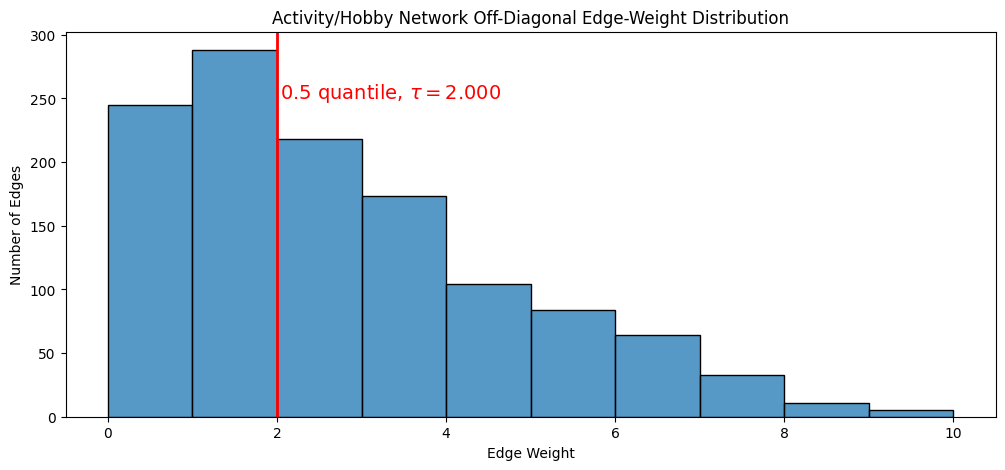 Activity/Hobby Network Off-Diagonal Edge-Weight Distribution
300
250
200
150
100
50
0
Number of Edges
0.5 quantile, τ = 2.000
0 2 4 6 8 10
Edge Weight